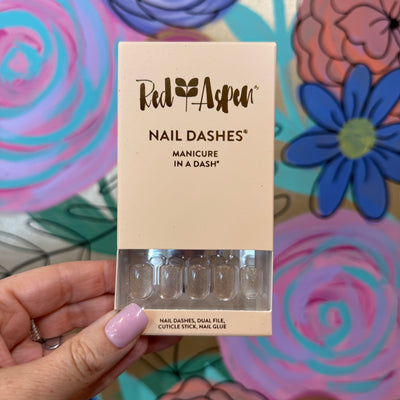 Red Aspen®
NAIL DASHES®
MANICURE
IN A DASH®
NAIL DASHES, DUAL FILE,
CUTICLE STICK, NAIL GLUE